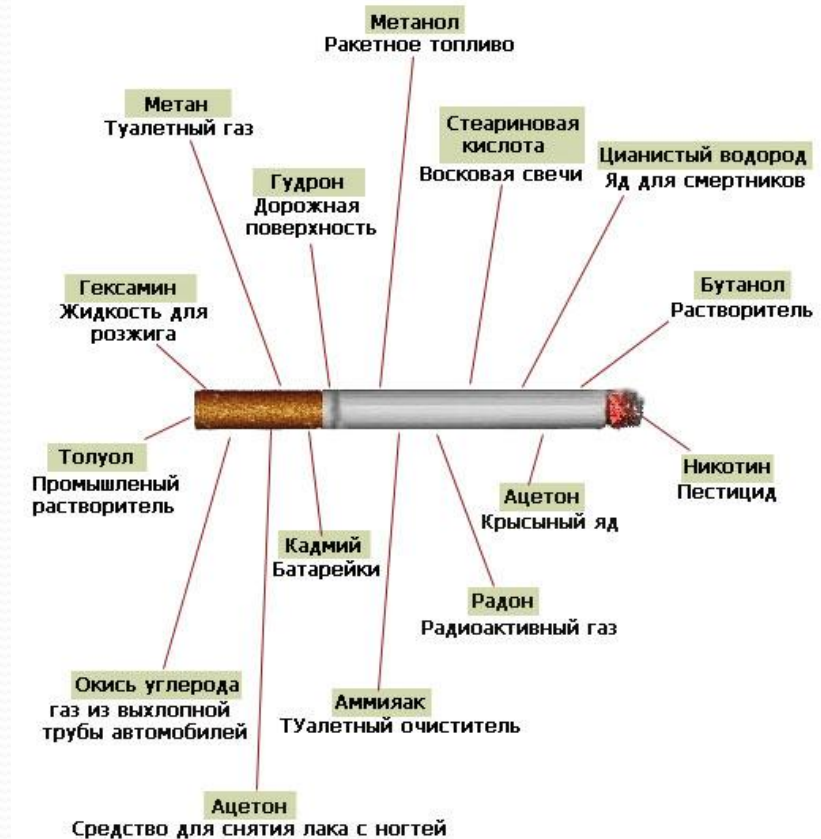 Метанол
Ракетное топливо
Метан
Туалетный газ
Стеариновая
кислота
Восковая свечи
Цианистый водород
Яд для смертников
Гудрон
Дорожная
поверхность
Гексамин
Жидкость для
розжига
Бутанол
Растворитель
Толуол
Промышленый
растворитель
Никотин
Пестицид
Ацетон
Крысыный яд
Кадмий
Батарейки
Радон
Радиоактивный газ
Окись углерода
газ из выхлопной
трубы автомобилей
Аммияак
ТУалетный очиститель
Ацетон
Средство для снятия лака с ногтей